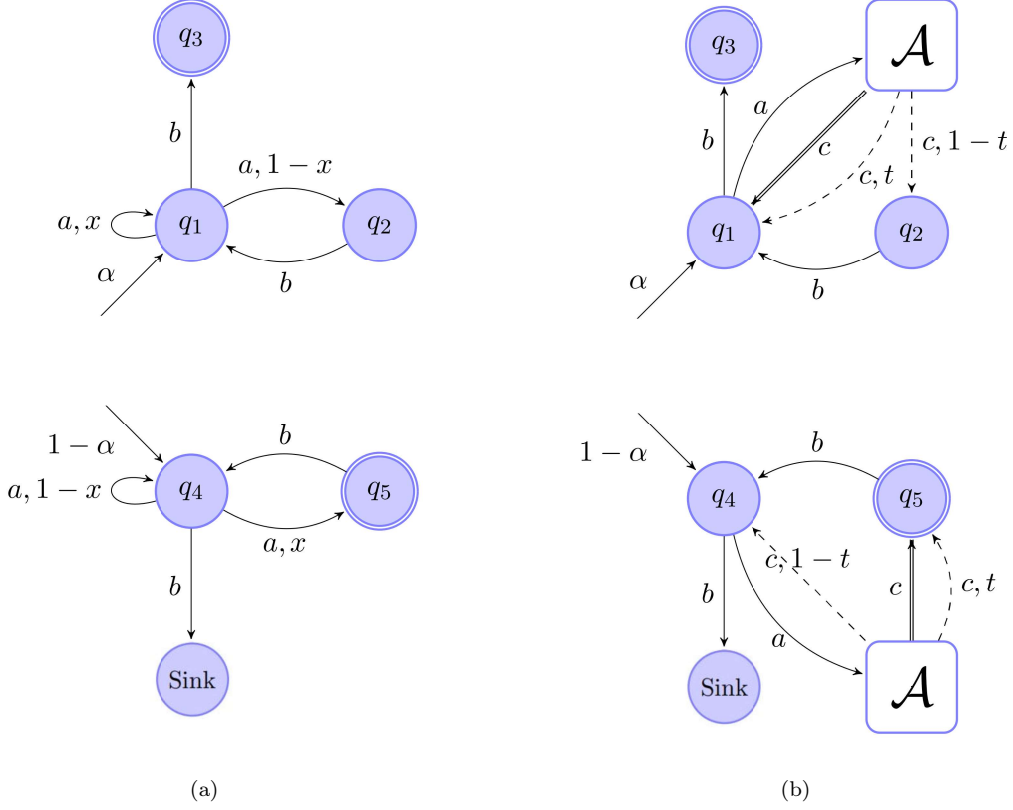 q3
b
a, 1 − x
a, x
q1
q2
α
b
1 − α
b
a, 1 − x
q4
q5
a, x
b
Sink
(a)
q3
𝒜
a
b
c
c, 1 − t
c, t
q1
q2
α
b
1 − α
b
q4
q5
c, 1 − t
c
c, t
b
a
Sink
𝒜
(b)